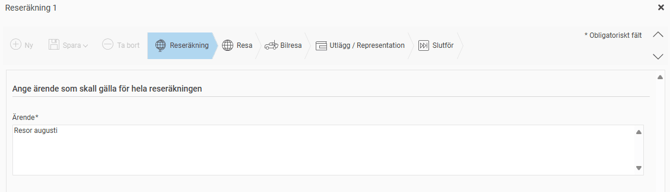 Reseräkning 1
* Obligatoriskt fält
Ny Spara Ta bort Reseräkning Resa Bilresa Utlägg / Representation Slutför
Ange ärende som skall gälla för hela reseräkningen
Ärende*
Resor augusti